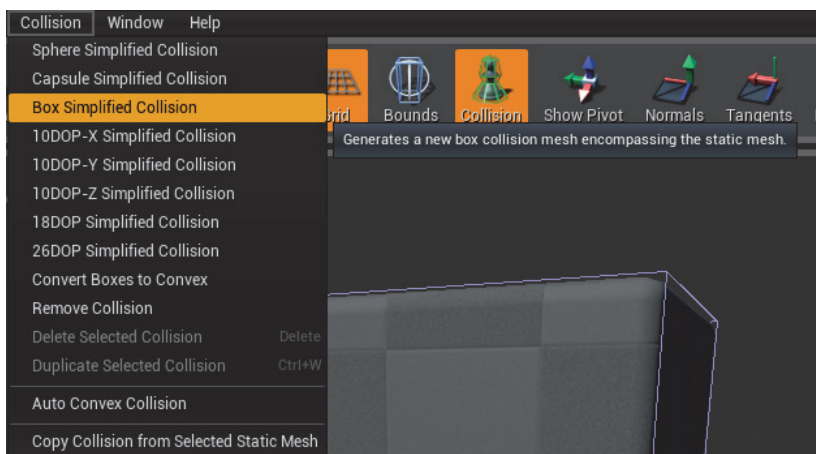 Collision Window Help
Sphere Simplified Collision
Capsule Simplified Collision
Box Simplified Collision
10DOP-X Simplified Collision
10DOP-Y Simplified Collision
10DOP-Z Simplified Collision
18DOP Simplified Collision
26DOP Simplified Collision
Convert Boxes to Convex
Remove Collision
Delete Selected Collision Delete
Duplicate Selected Collision Ctrl+W
Auto Convex Collision
Copy Collision from Selected Static Mesh
Bounds Collision Show Pivot Normals Tangents
Generates a new box collision mesh encompassing the static mesh.